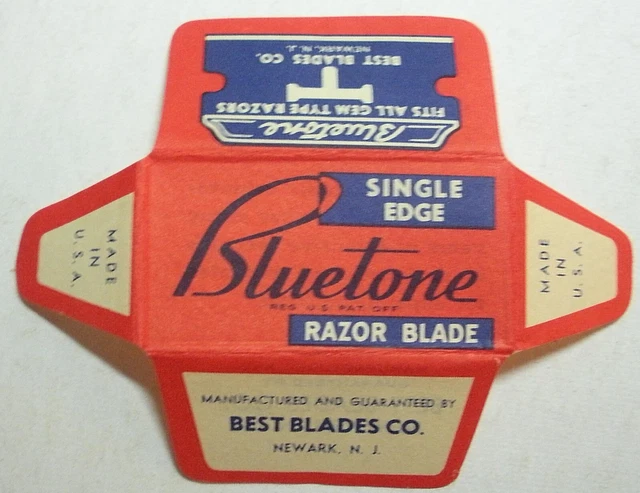 BEST BLADES CO.
NEWARK, N. J.
FITS ALL GEM TYPE RAZORS
Bluetone
SINGLE
EDGE
Bluetone
REG. U.S. PAT. OFF.
RAZOR BLADE
MADE
IN
U. S. A.
MADE
IN
U. S. A.
MANUFACTURED AND GUARANTEED BY
BEST BLADES CO.
NEWARK, N. J.